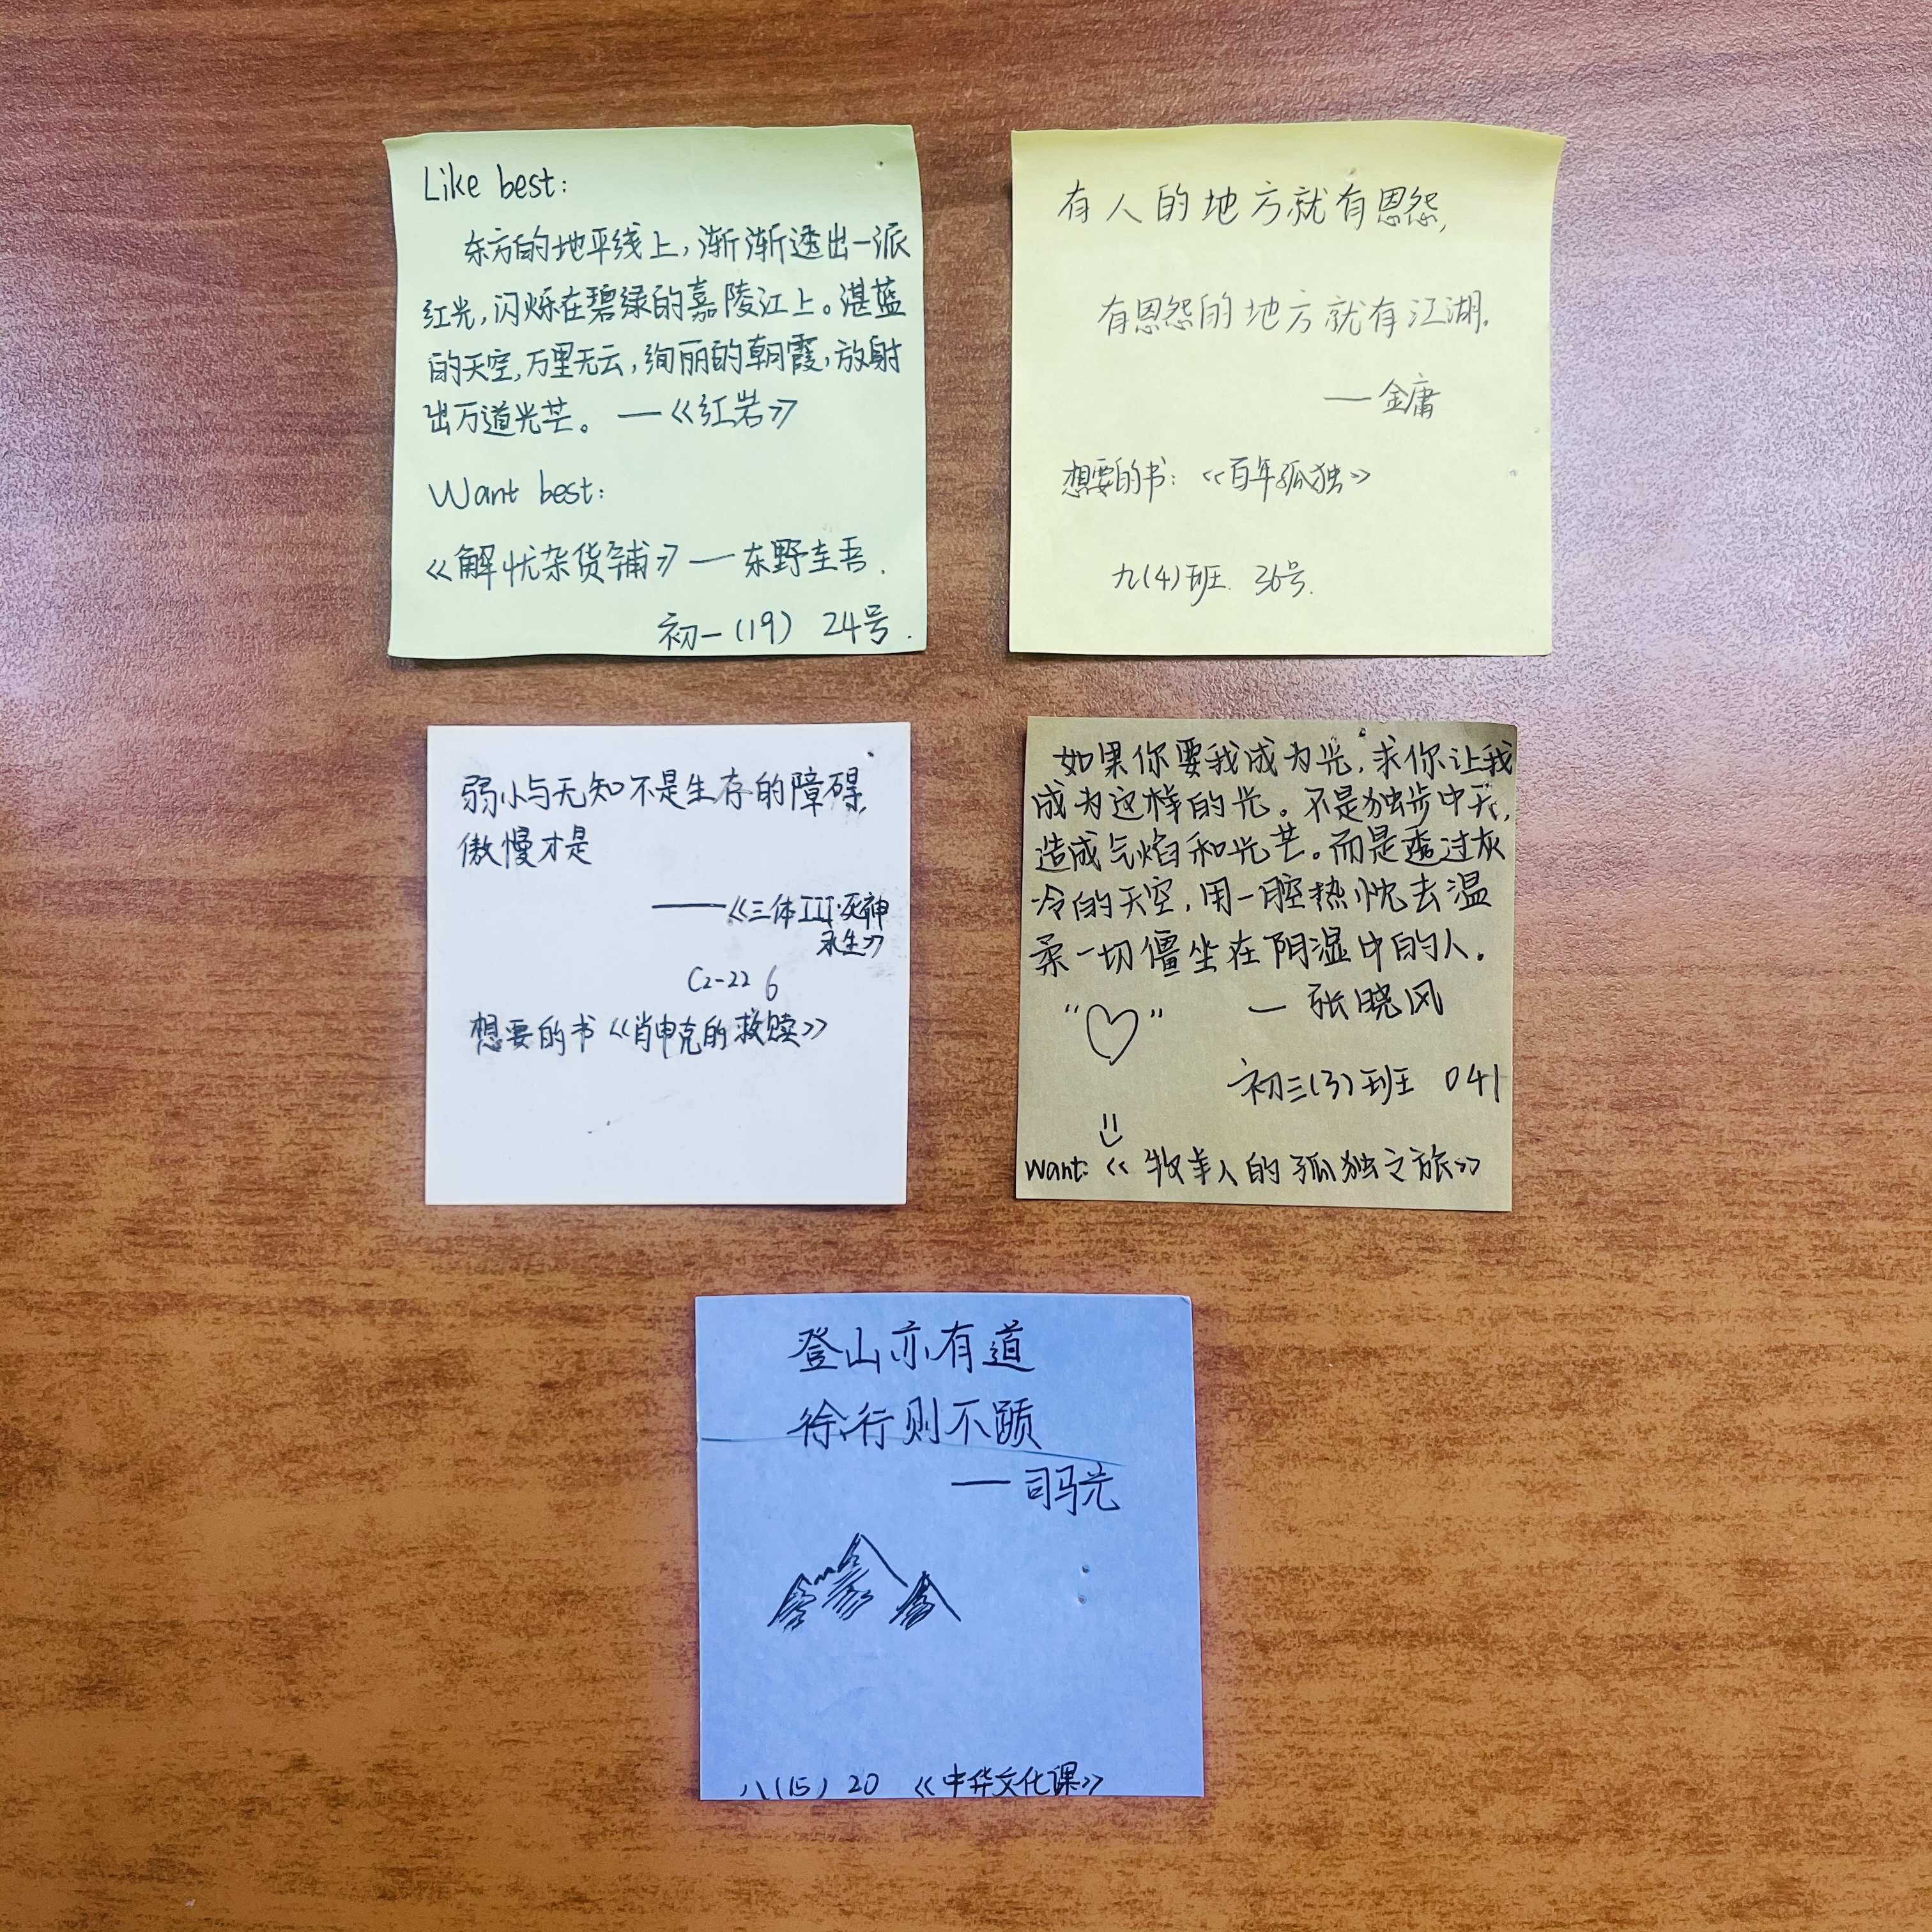 Like best:
东方的地平线上,渐渐透出一派
红光,闪烁在碧绿的嘉陵江上。湛蓝
的天空,万里无云,绚丽的朝霞,放射
出万道光芒。 —《红岩》
Want best:
《解忧杂货铺》—东野圭吾.
初一(19) 24号.
有人的地方就有恩怨,
有恩怨的地方就有江湖.
—金庸
想要的书:《百年孤独》
九(4)班. 36号.
弱小与无知不是生存的障碍,
傲慢才是
——《三体III·死神
永生》
C2-22 6
想要的书《肖申克的救赎》
如果你要我成为光,求你让我
成为这样的光。不是独步中天,
造成气焰和光芒。而是透过灰
冷的天空,用一腔热忱去温
柔一切僵坐在阴湿中的人.
“♡” —张晓风
初三(3)班 041
Want:《牧羊人的孤独之旅》
登山亦有道
徐行则不踬
—司马光
八(15) 20 《中华文化课》